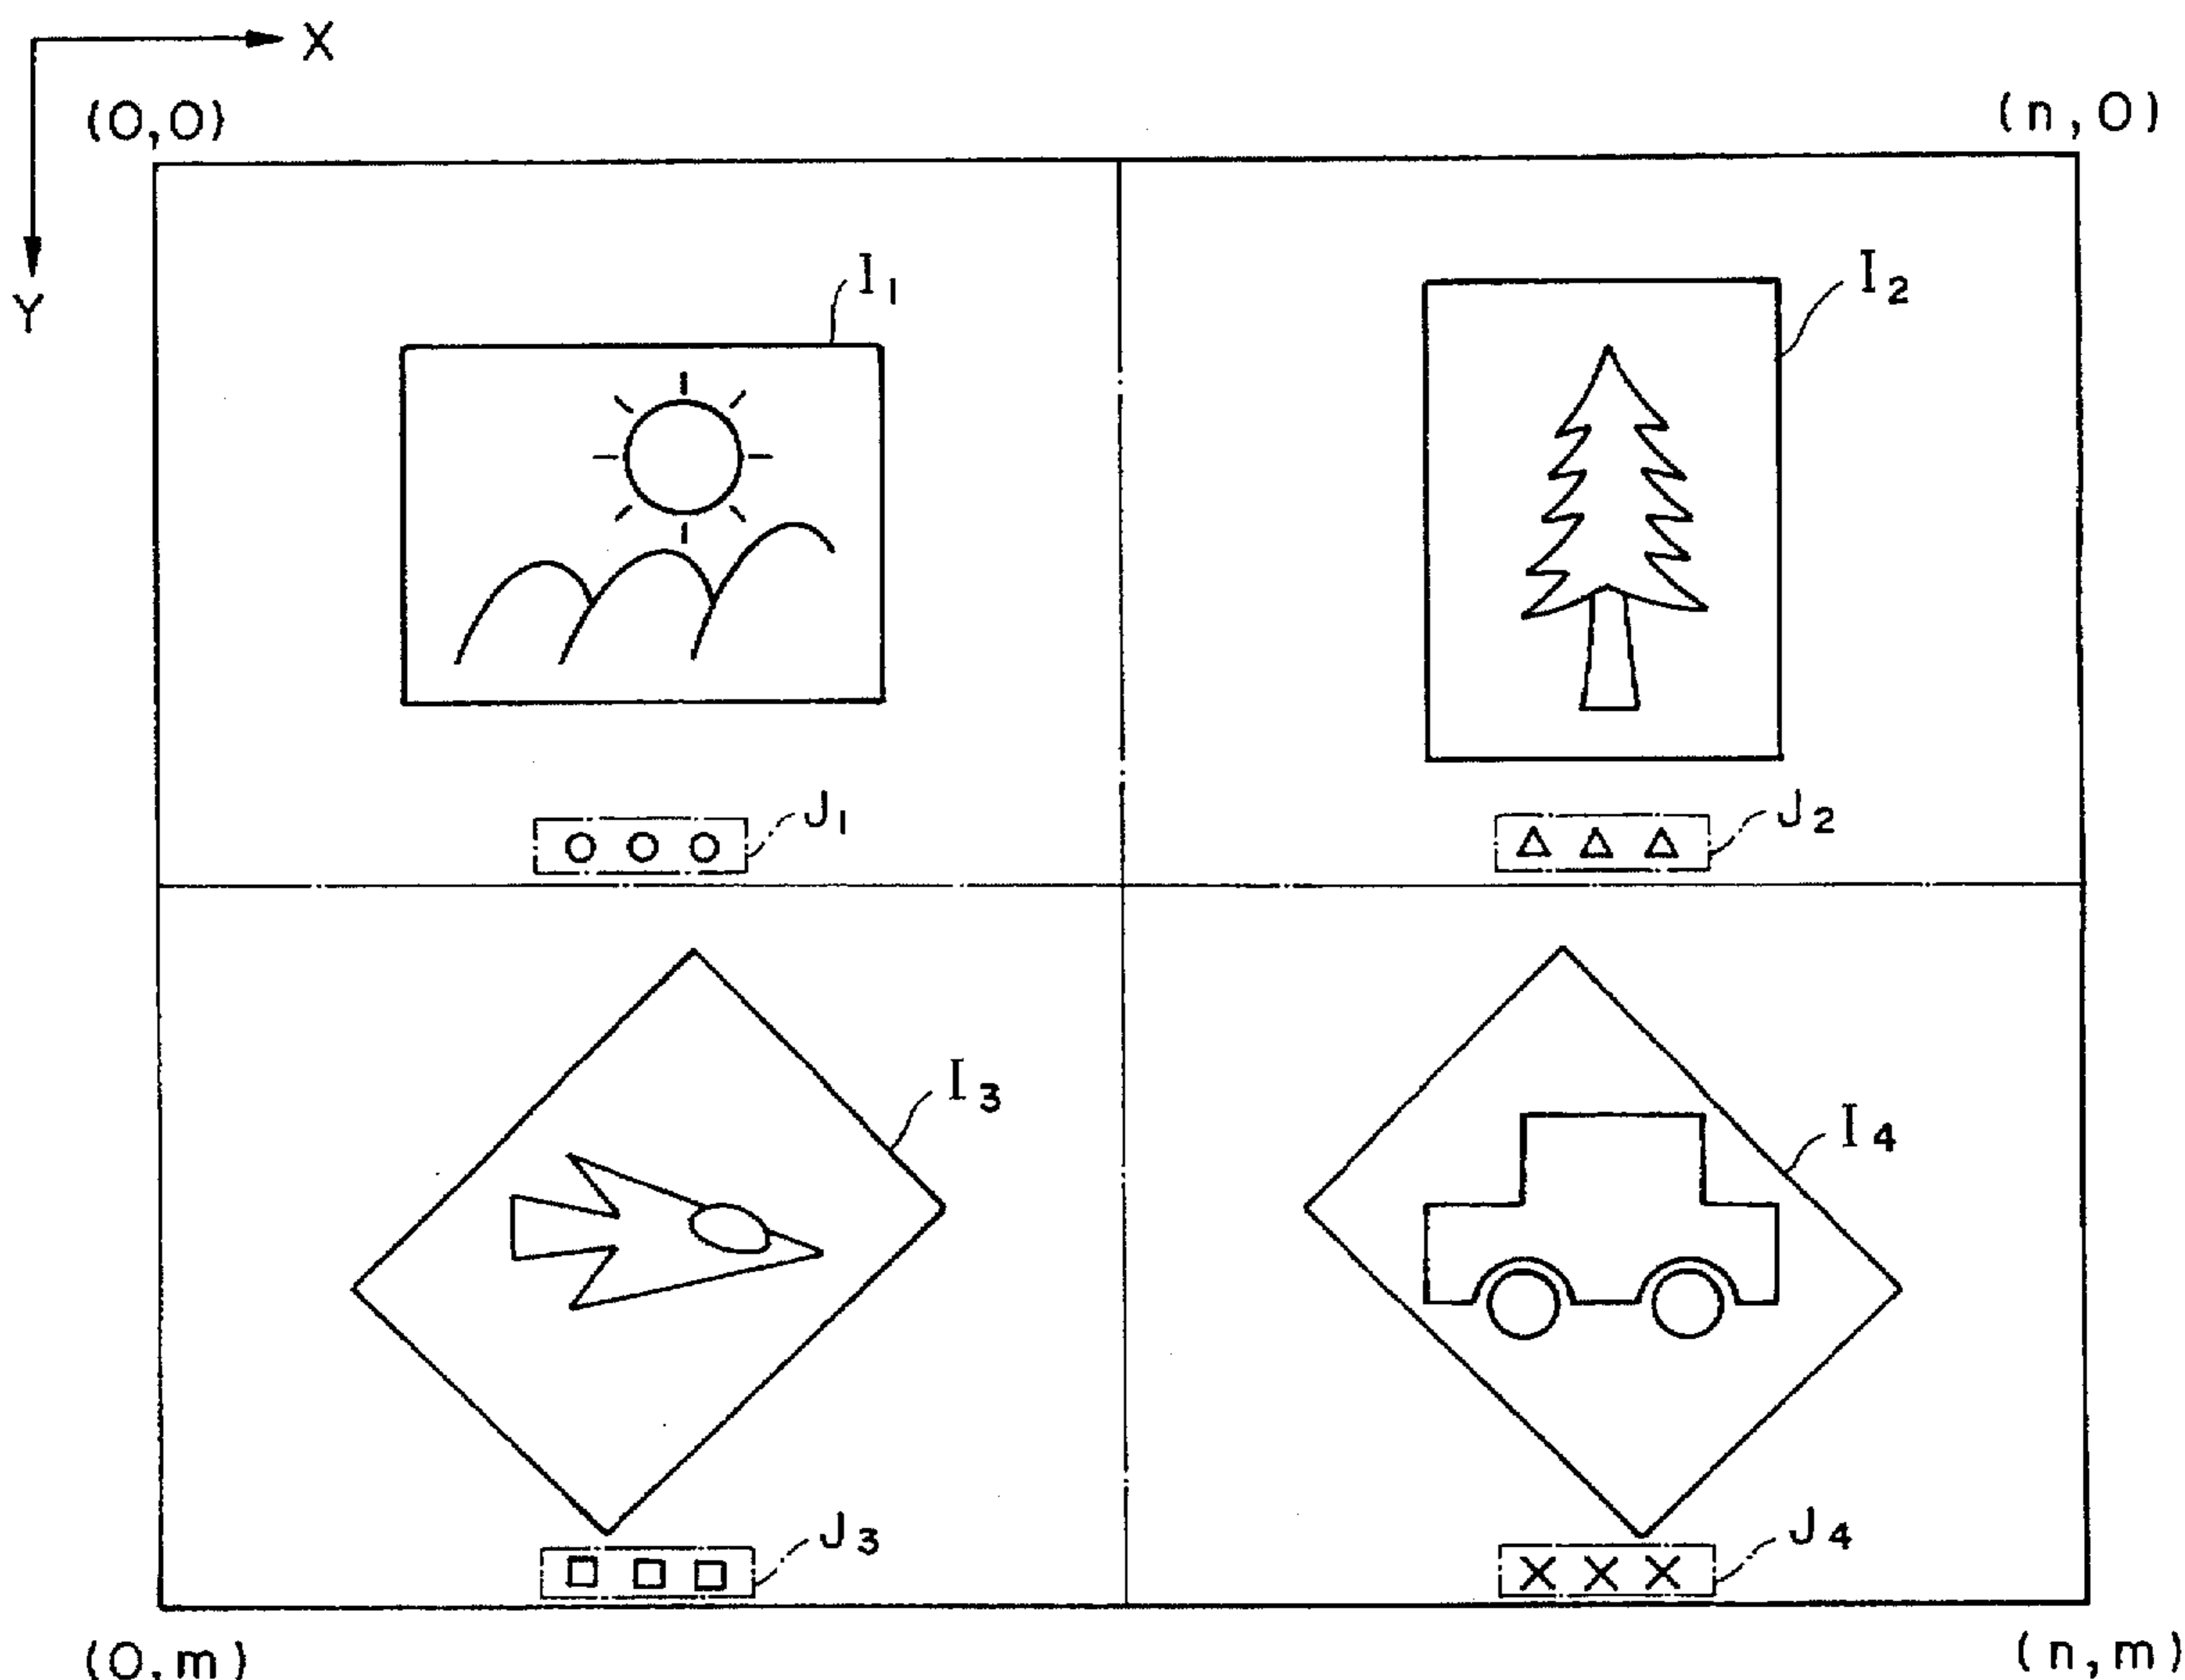 X
(0,0) (n,0)
Y
I1 I2
J1 J2
○ ○ ○ △ △ △
I3 I4
J3 J4
□ □ □ × × ×
(0,m) (n,m)